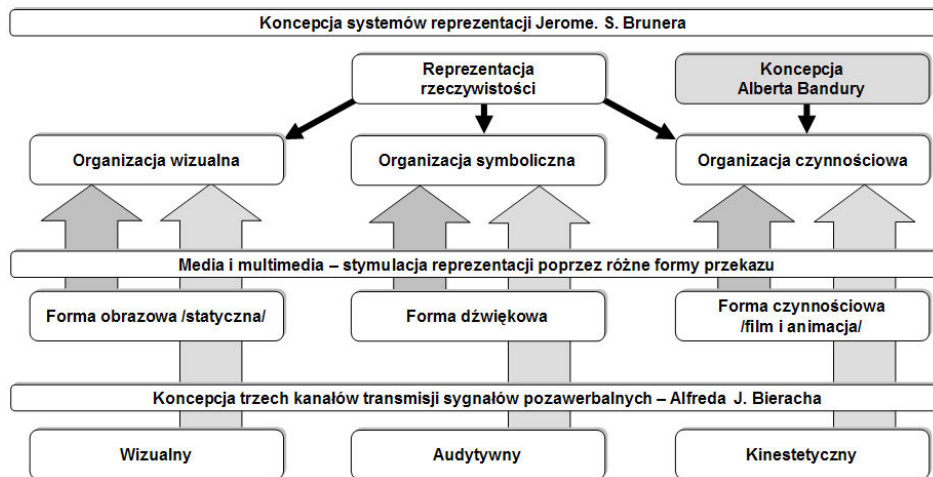 Koncepcja systemów reprezentacji Jerome. S. Brunera
Reprezentacja
rzeczywistości
Koncepcja
Alberta Bandury
Organizacja wizualna
Organizacja symboliczna
Organizacja czynnościowa
Media i multimedia – stymulacja reprezentacji poprzez różne formy przekazu
Forma obrazowa /statyczna/
Forma dźwiękowa
Forma czynnościowa
/film i animacja/
Koncepcja trzech kanałów transmisji sygnałów pozawerbalnych – Alfreda J. Bieracha
Wizualny
Audytywny
Kinestetyczny